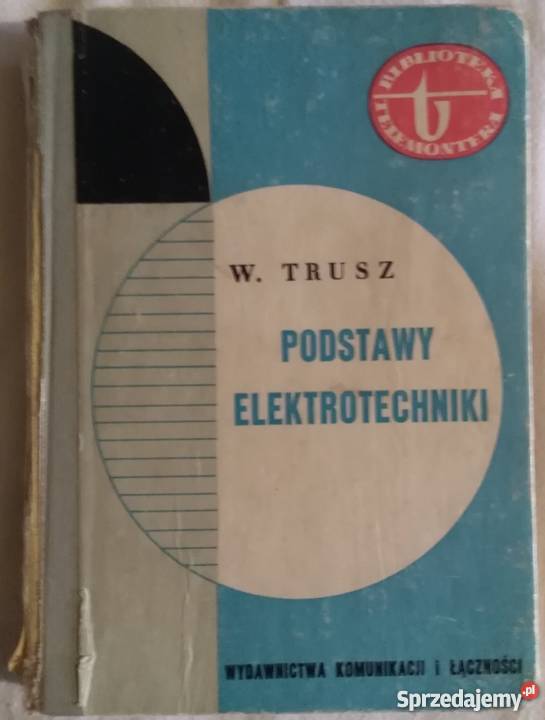 BIBLIOTEKA
t
TELEMONTERA
W. TRUSZ
PODSTAWY
ELEKTROTECHNIKI
WYDAWNICTWA KOMUNIKACJI i ŁĄCZNOŚCI
Sprzedajemy.pl